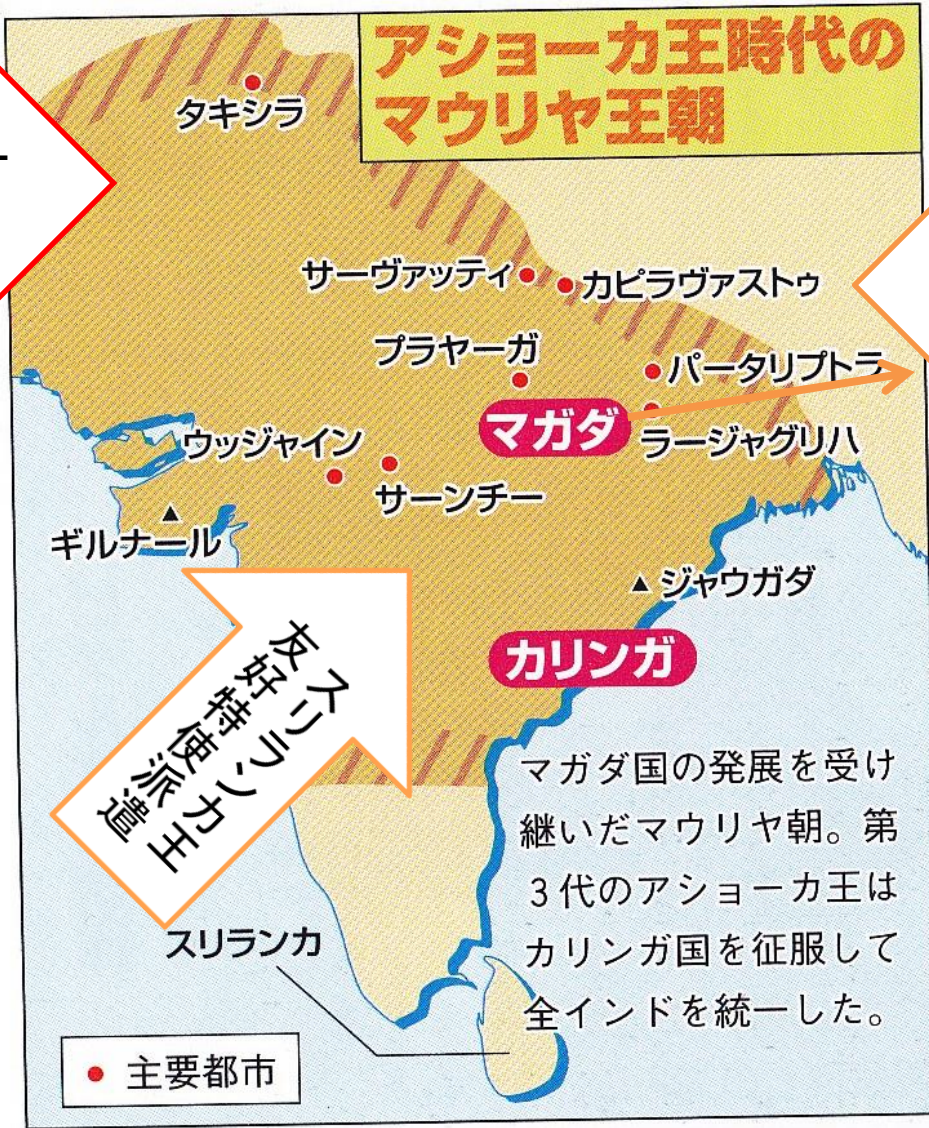 アショーカ王時代の
マウリヤ王朝
タキシラ
サーヴァッティ
カピラヴァストゥ
プラヤーガ
パータリプトラ
マガダ
ラージャグリハ
ウッジャイン
サーンチー
ギルナール
ジャウガダ
カリンガ
スリランカ王
友好特使派遣
マガダ国の発展を受け
継いだマウリヤ朝。第
3代のアショーカ王は
カリンガ国を征服して
全インドを統一した。
スリランカ
主要都市